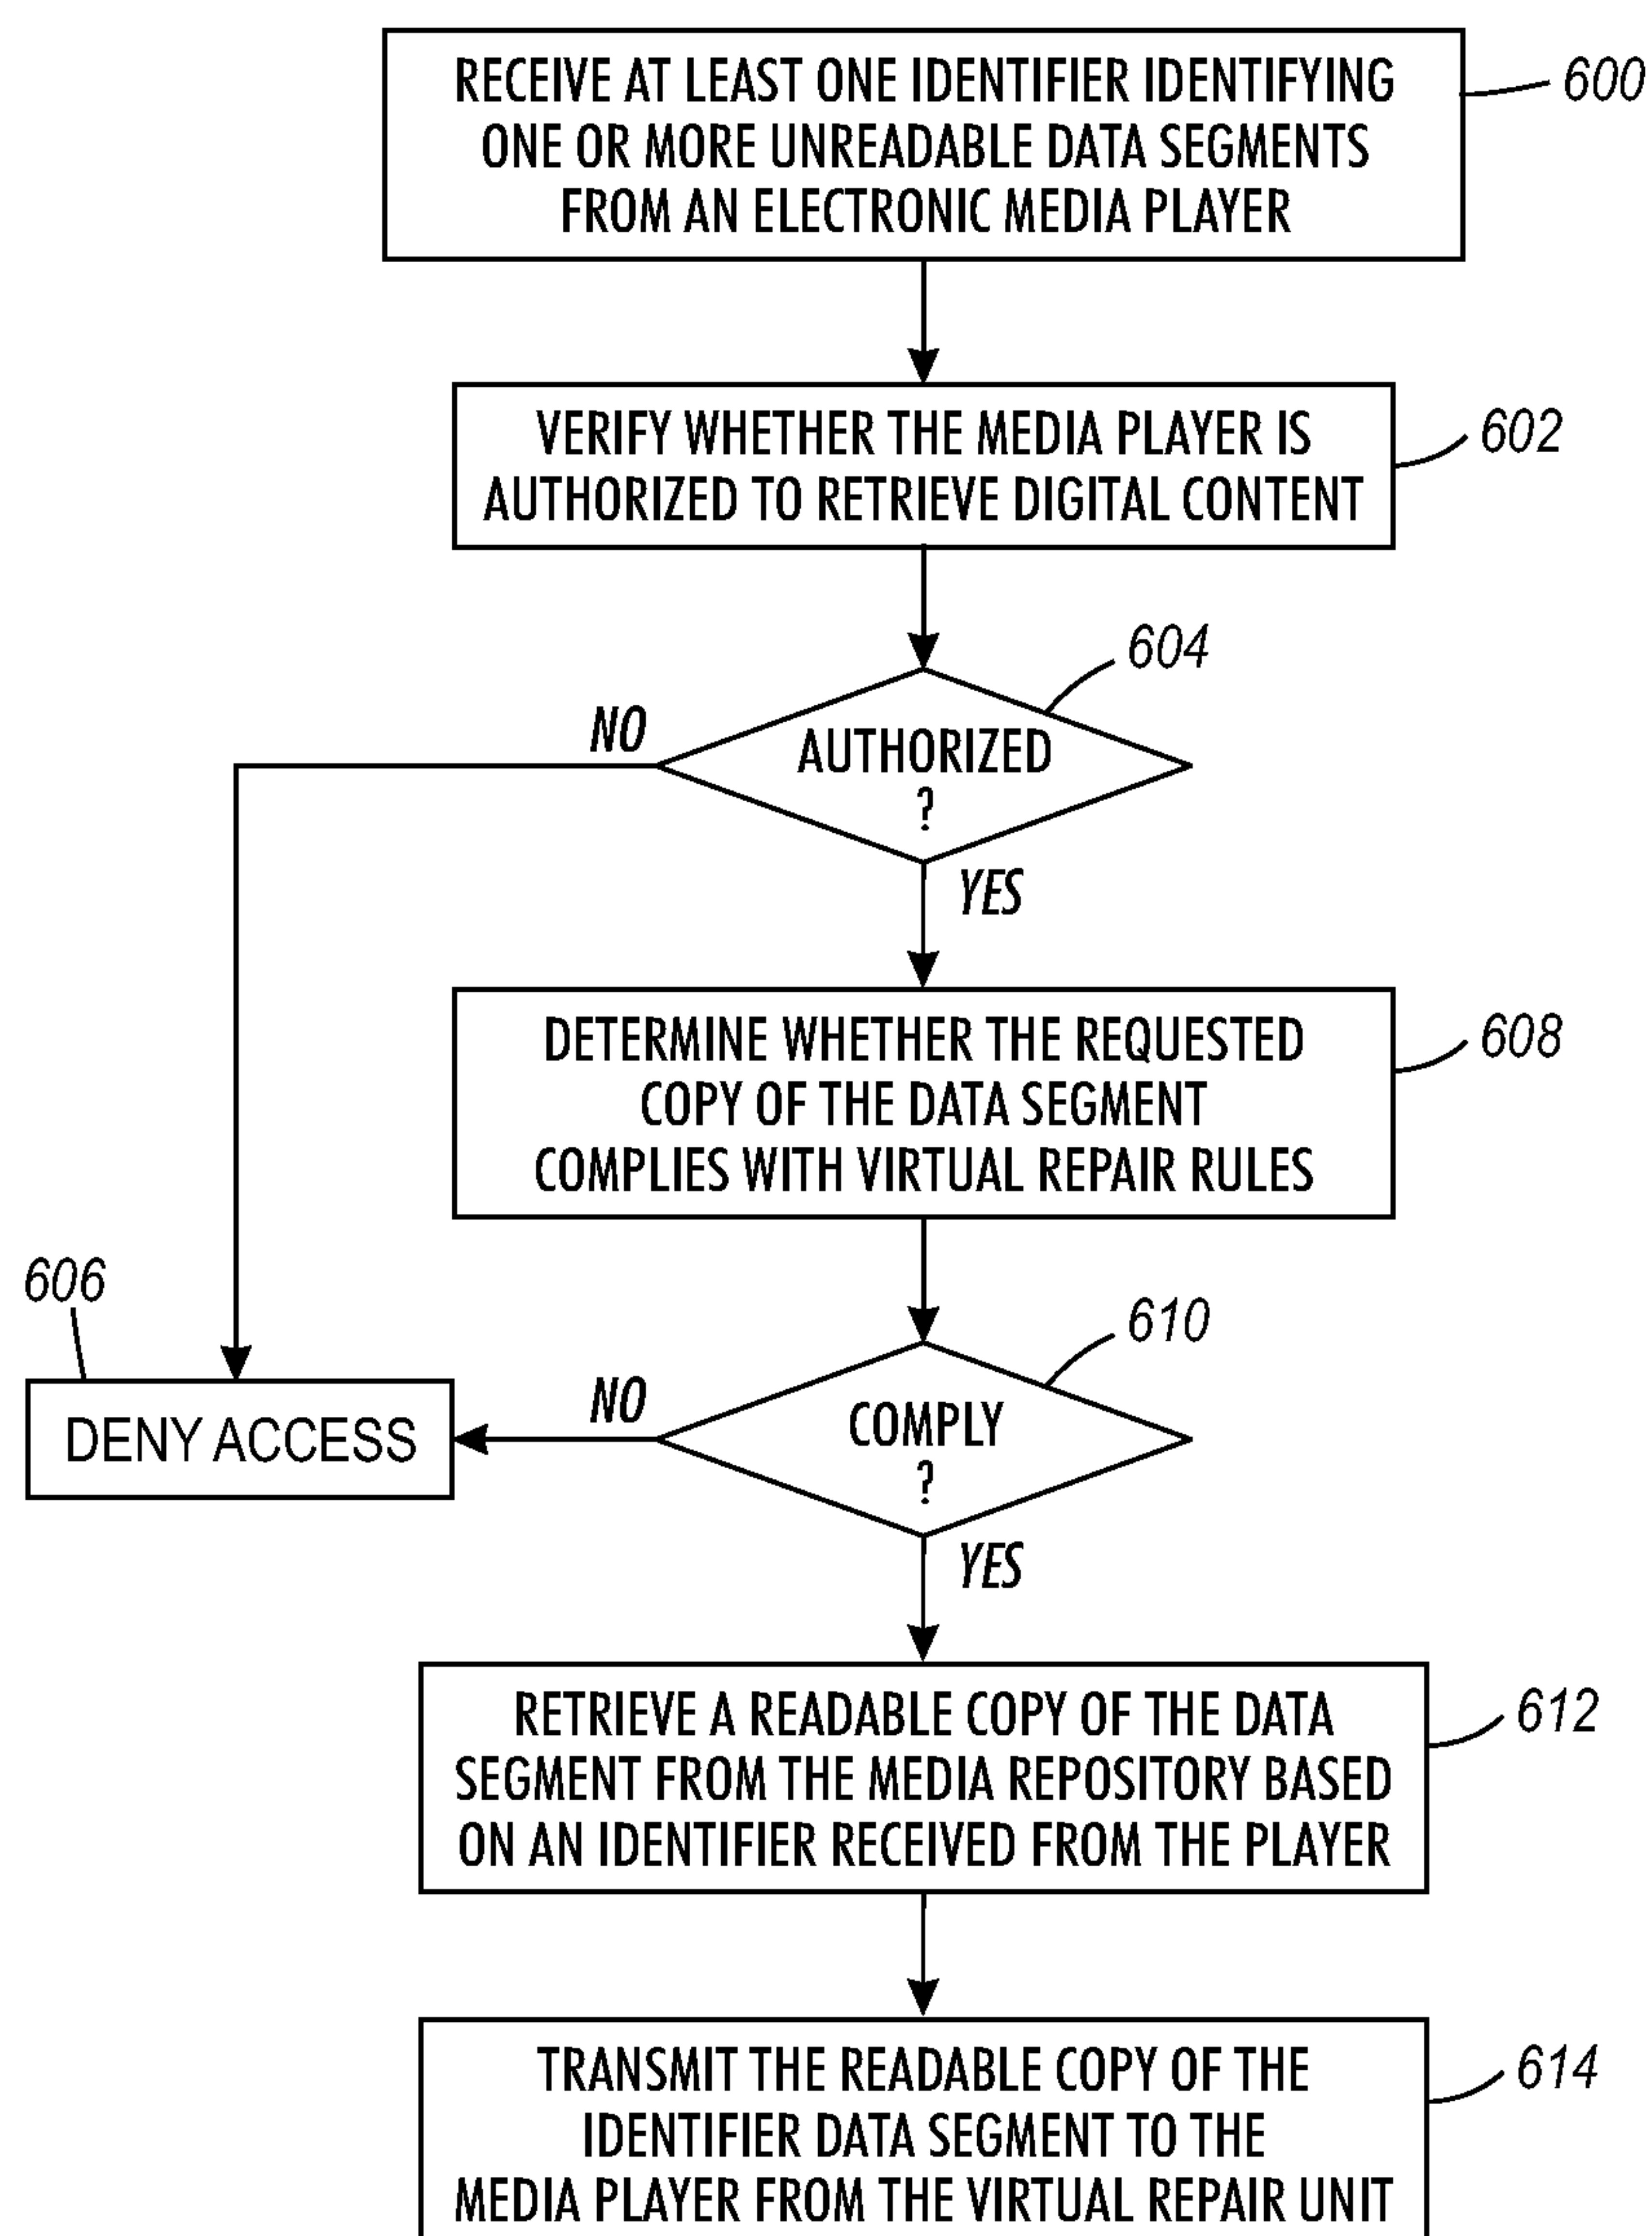 RECEIVE AT LEAST ONE IDENTIFIER IDENTIFYING
ONE OR MORE UNREADABLE DATA SEGMENTS
FROM AN ELECTRONIC MEDIA PLAYER
600
VERIFY WHETHER THE MEDIA PLAYER IS
AUTHORIZED TO RETRIEVE DIGITAL CONTENT
602
604
NO
AUTHORIZED
?
YES
DETERMINE WHETHER THE REQUESTED
COPY OF THE DATA SEGMENT
COMPLIES WITH VIRTUAL REPAIR RULES
608
606
DENY ACCESS
610
NO
COMPLY
?
YES
RETRIEVE A READABLE COPY OF THE DATA
SEGMENT FROM THE MEDIA REPOSITORY BASED
ON AN IDENTIFIER RECEIVED FROM THE PLAYER
612
TRANSMIT THE READABLE COPY OF THE
IDENTIFIER DATA SEGMENT TO THE
MEDIA PLAYER FROM THE VIRTUAL REPAIR UNIT
614